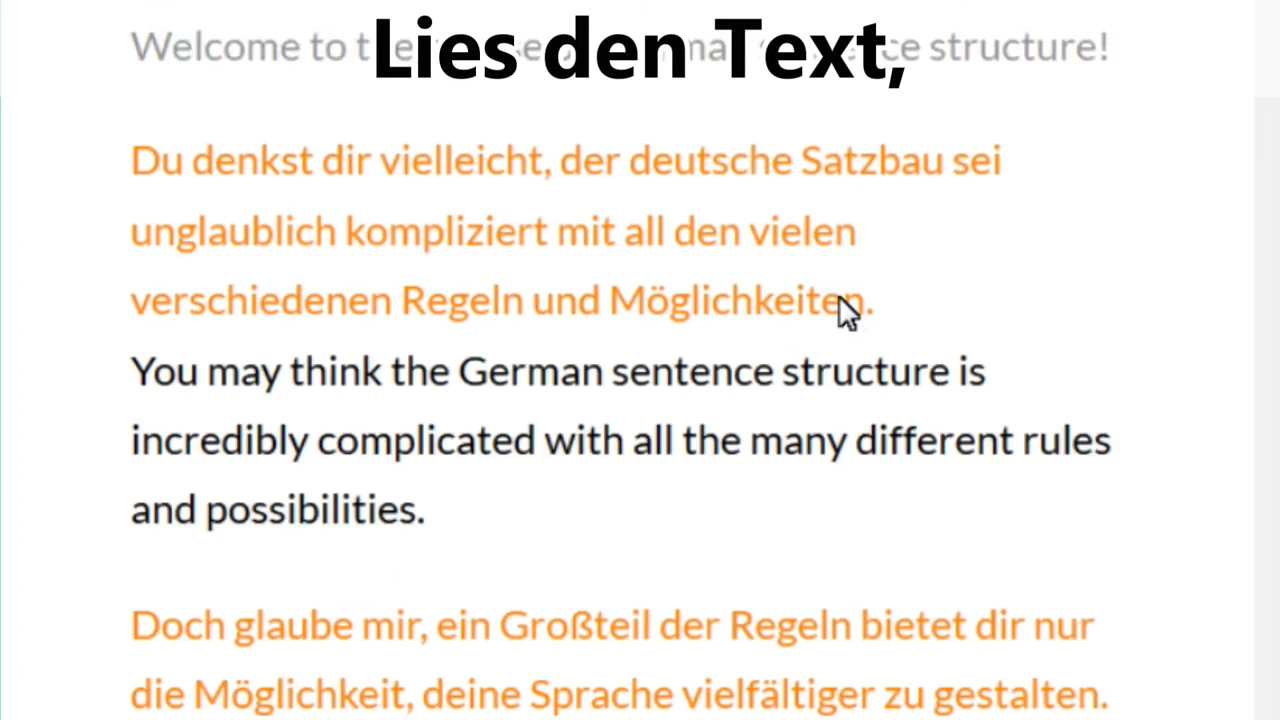 Lies den Text,
Welcome to structure!
Du denkst dir vielleicht, der deutsche Satzbau sei
unglaublich kompliziert mit all den vielen
verschiedenen Regeln und Möglichkeiten.
You may think the German sentence structure is
incredibly complicated with all the many different rules
and possibilities.
Doch glaube mir, ein Großteil der Regeln bietet dir nur
die Möglichkeit, deine Sprache vielfältiger zu gestalten.